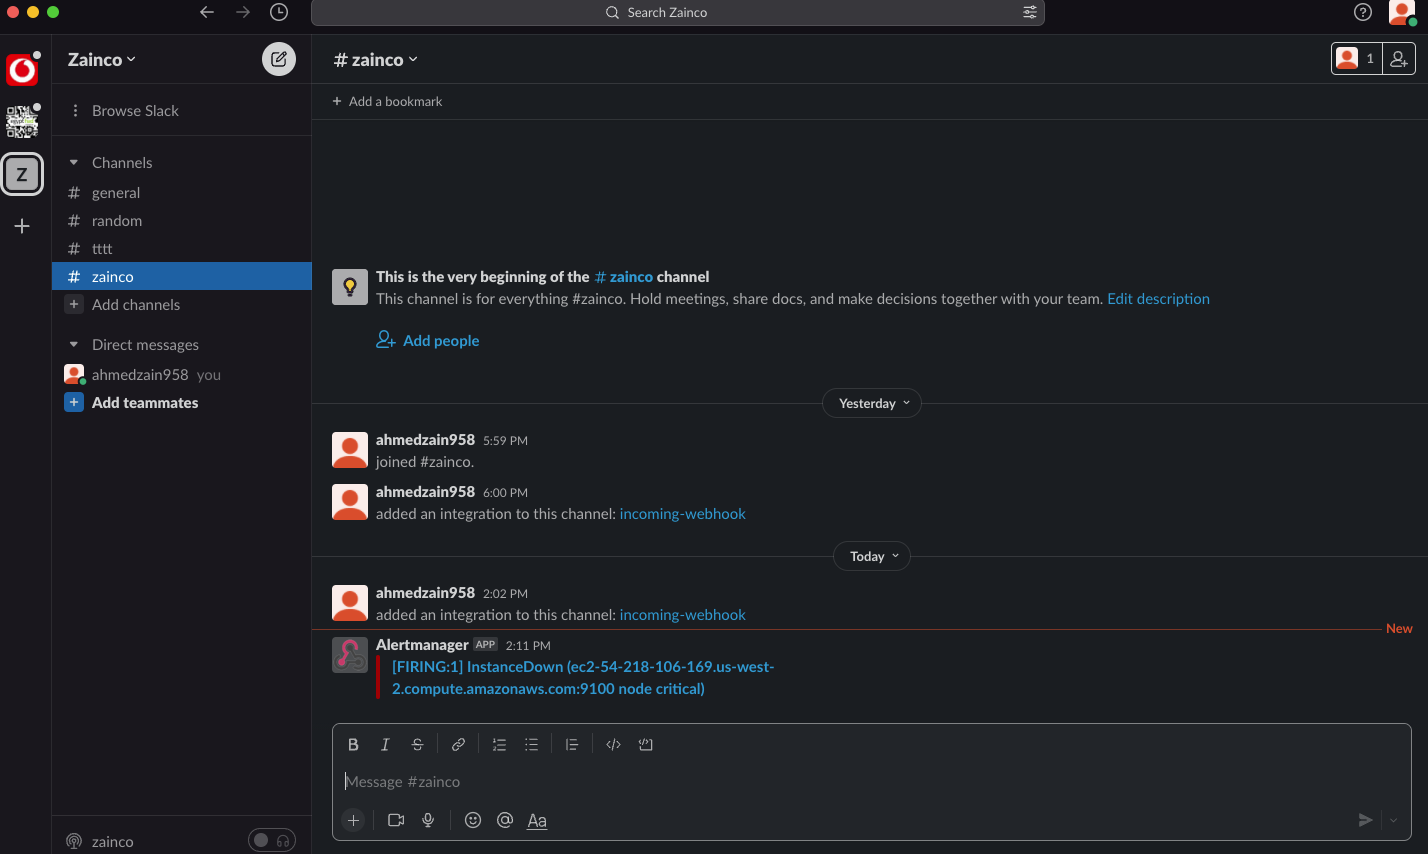 Search Zainco
Zainco
# zainco
1
+ Add a bookmark
Browse Slack
Channels
# general
# random
# tttt
# zainco
+ Add channels
Direct messages
ahmedzain958 you
+ Add teammates
Z
+
This is the very beginning of the # zainco channel
This channel is for everything #zainco. Hold meetings, share docs, and make decisions together with your team. Edit description
Add people
Yesterday
ahmedzain958 5:59 PM
joined #zainco.
ahmedzain958 6:00 PM
added an integration to this channel: incoming-webhook
Today
ahmedzain958 2:02 PM
added an integration to this channel: incoming-webhook
New
Alertmanager APP 2:11 PM
[FIRING:1] InstanceDown (ec2-54-218-106-169.us-west-
2.compute.amazonaws.com:9100 node critical)
B I S
Message #zainco
+ @ Aa
zainco